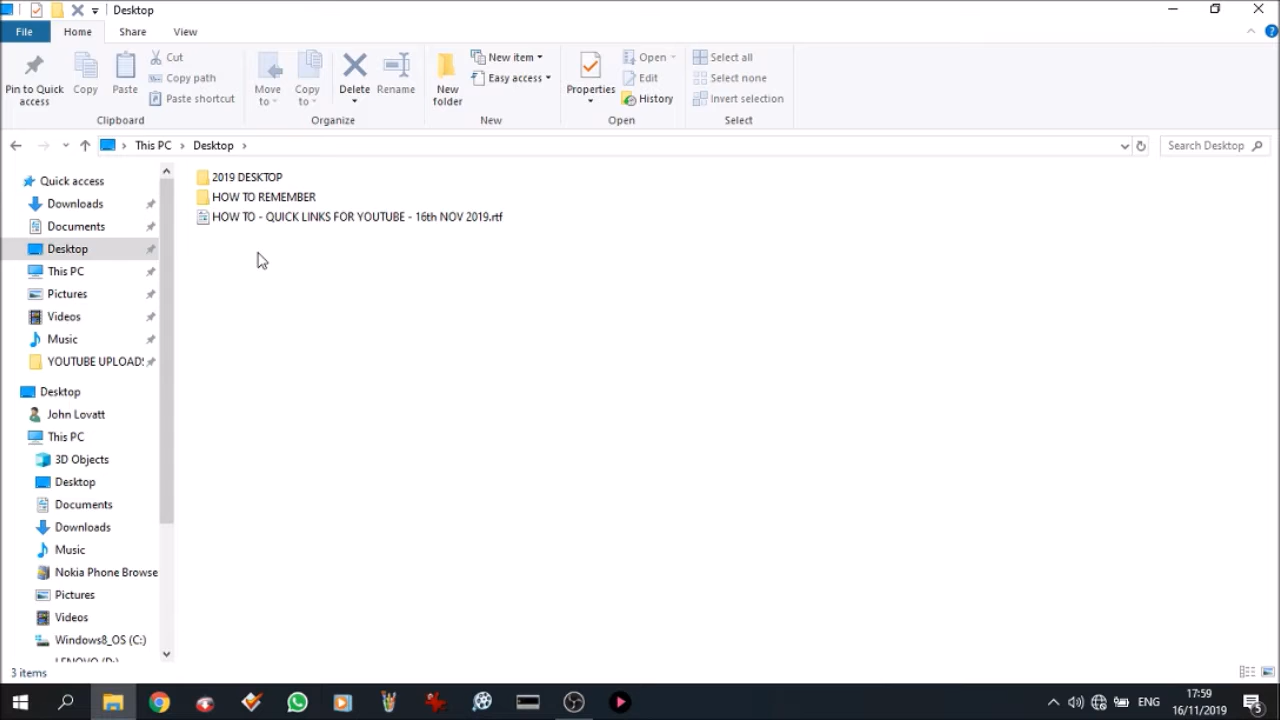 Desktop
File Home Share View
Pin to Quick access
Copy
Paste
Cut
Copy path
Paste shortcut
Clipboard
Move to
Copy to
Delete
Rename
Organize
New folder
New item
Easy access
New
Properties
Open
Edit
History
Open
Select all
Select none
Invert selection
Select
This PC Desktop
Search Desktop
Quick access
Downloads
Documents
Desktop
This PC
Pictures
Videos
Music
YOUTUBE UPLOADS
Desktop
John Lovatt
This PC
3D Objects
Desktop
Documents
Downloads
Music
Nokia Phone Browse
Pictures
Videos
Windows8_OS (C:)
LENOVO (D:)
2019 DESKTOP
HOW TO REMEMBER
HOW TO - QUICK LINKS FOR YOUTUBE - 16th NOV 2019.rtf
3 items
ENG
17:59
16/11/2019
5